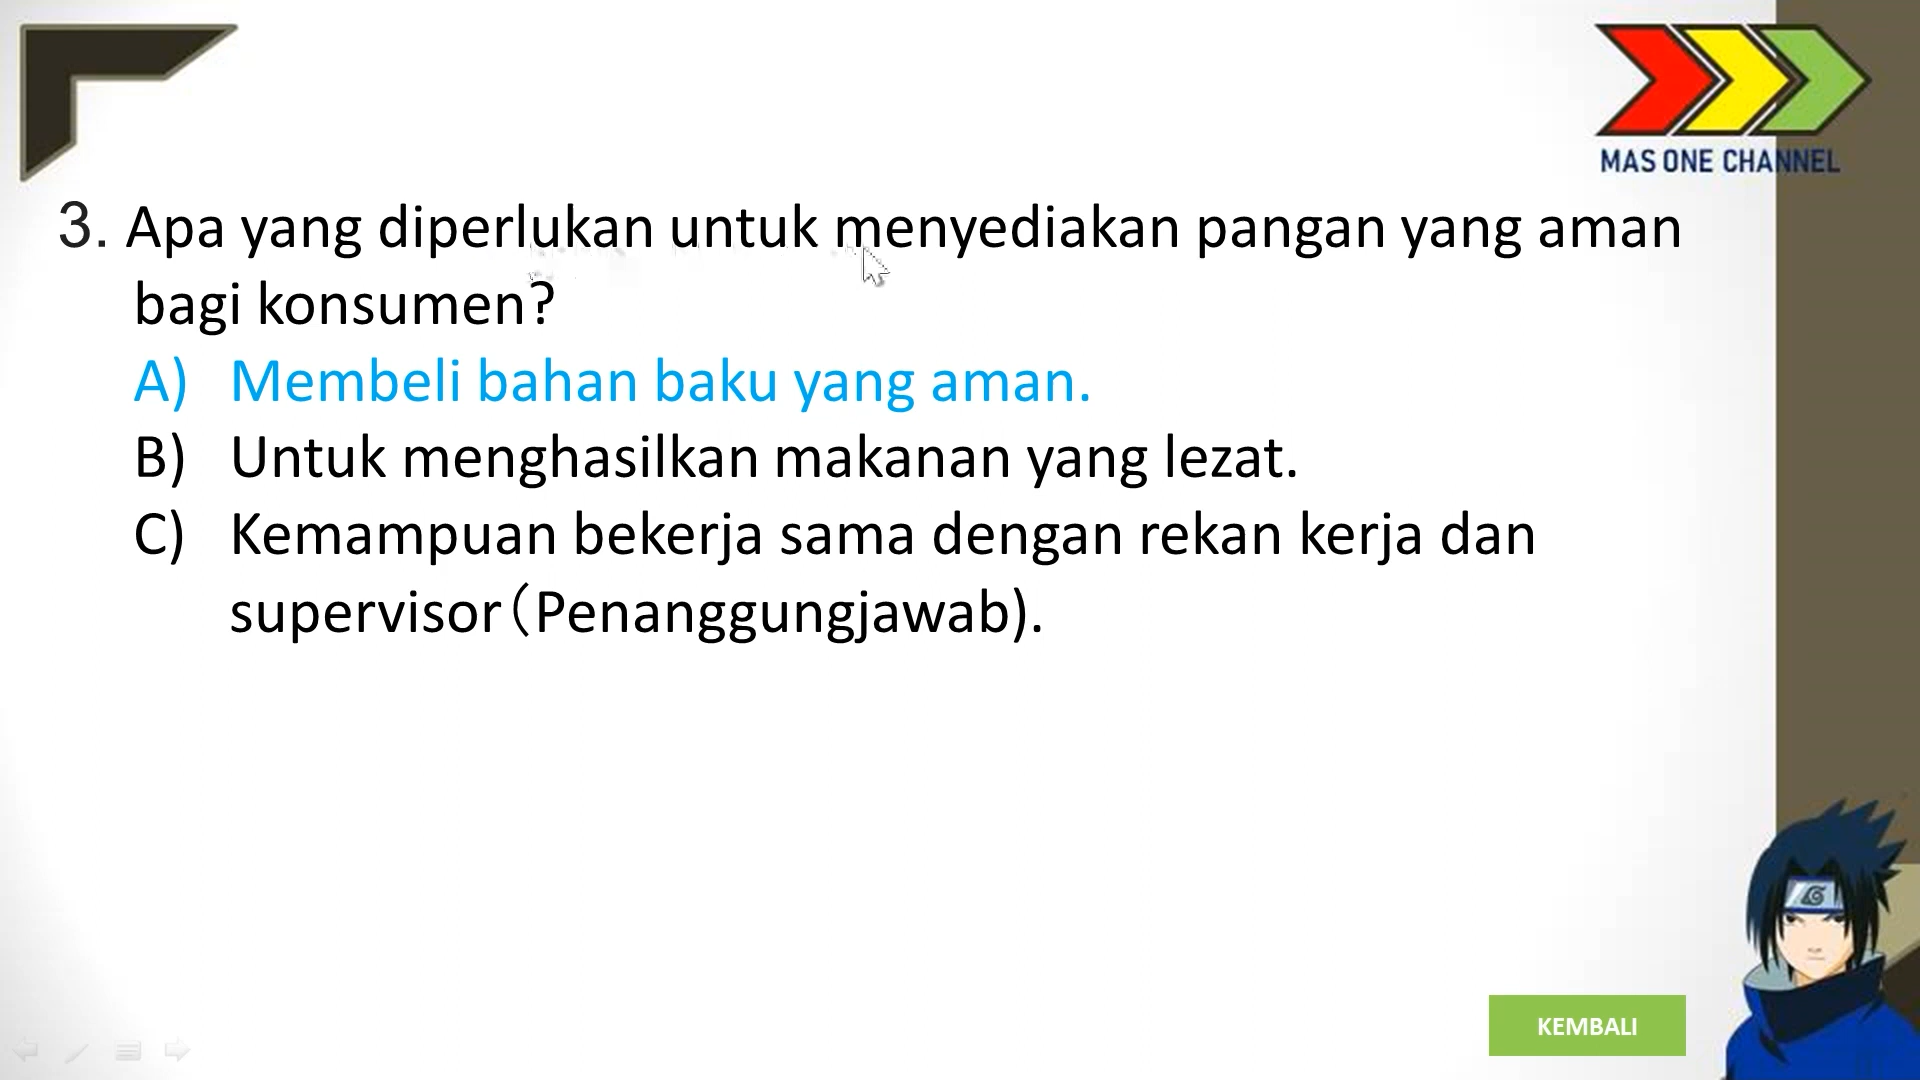 MAS ONE CHANNEL
3. Apa yang diperlukan untuk menyediakan pangan yang aman
bagi konsumen?
A) Membeli bahan baku yang aman.
B) Untuk menghasilkan makanan yang lezat.
C) Kemampuan bekerja sama dengan rekan kerja dan
supervisor（Penanggungjawab).
KEMBALI